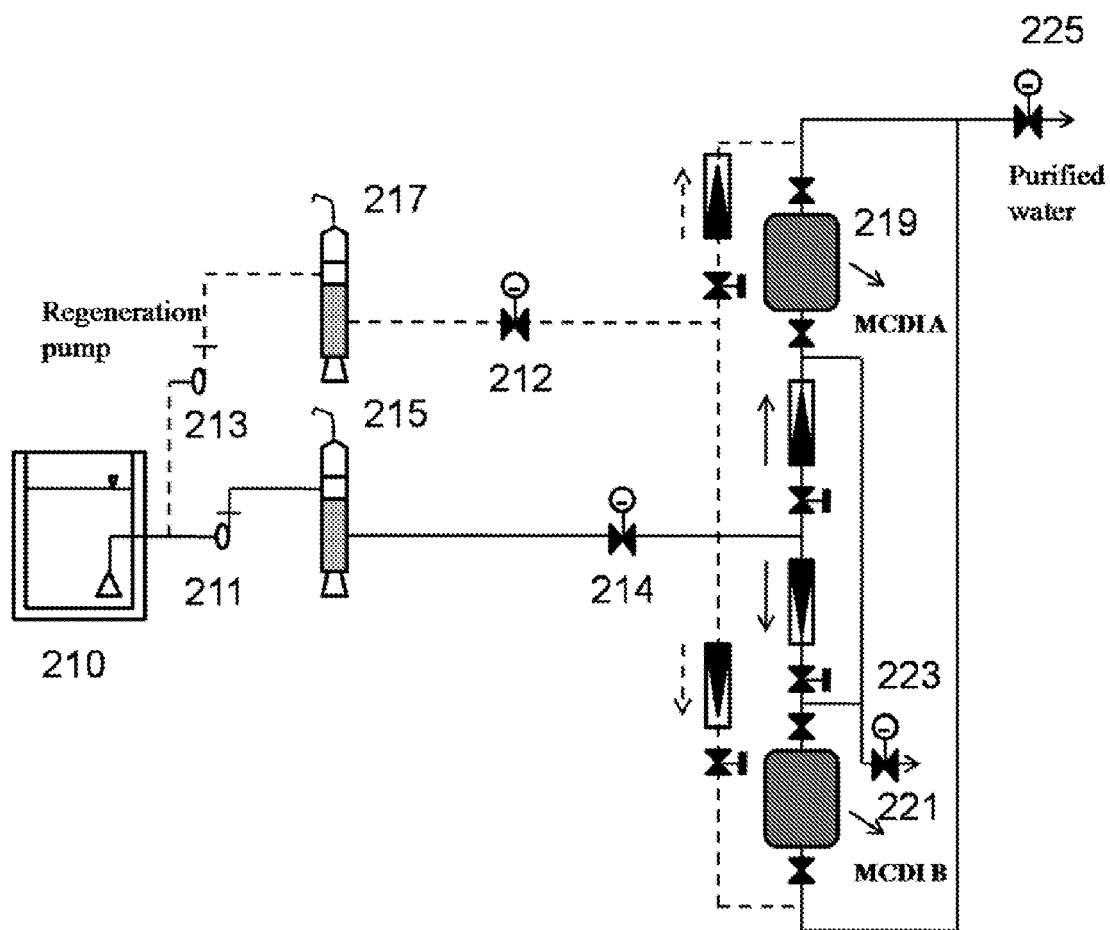 225
Purified
water
217
219
Regeneration
pump
212
MCDI A
213
215
211
214
210
223
221
MCDI B